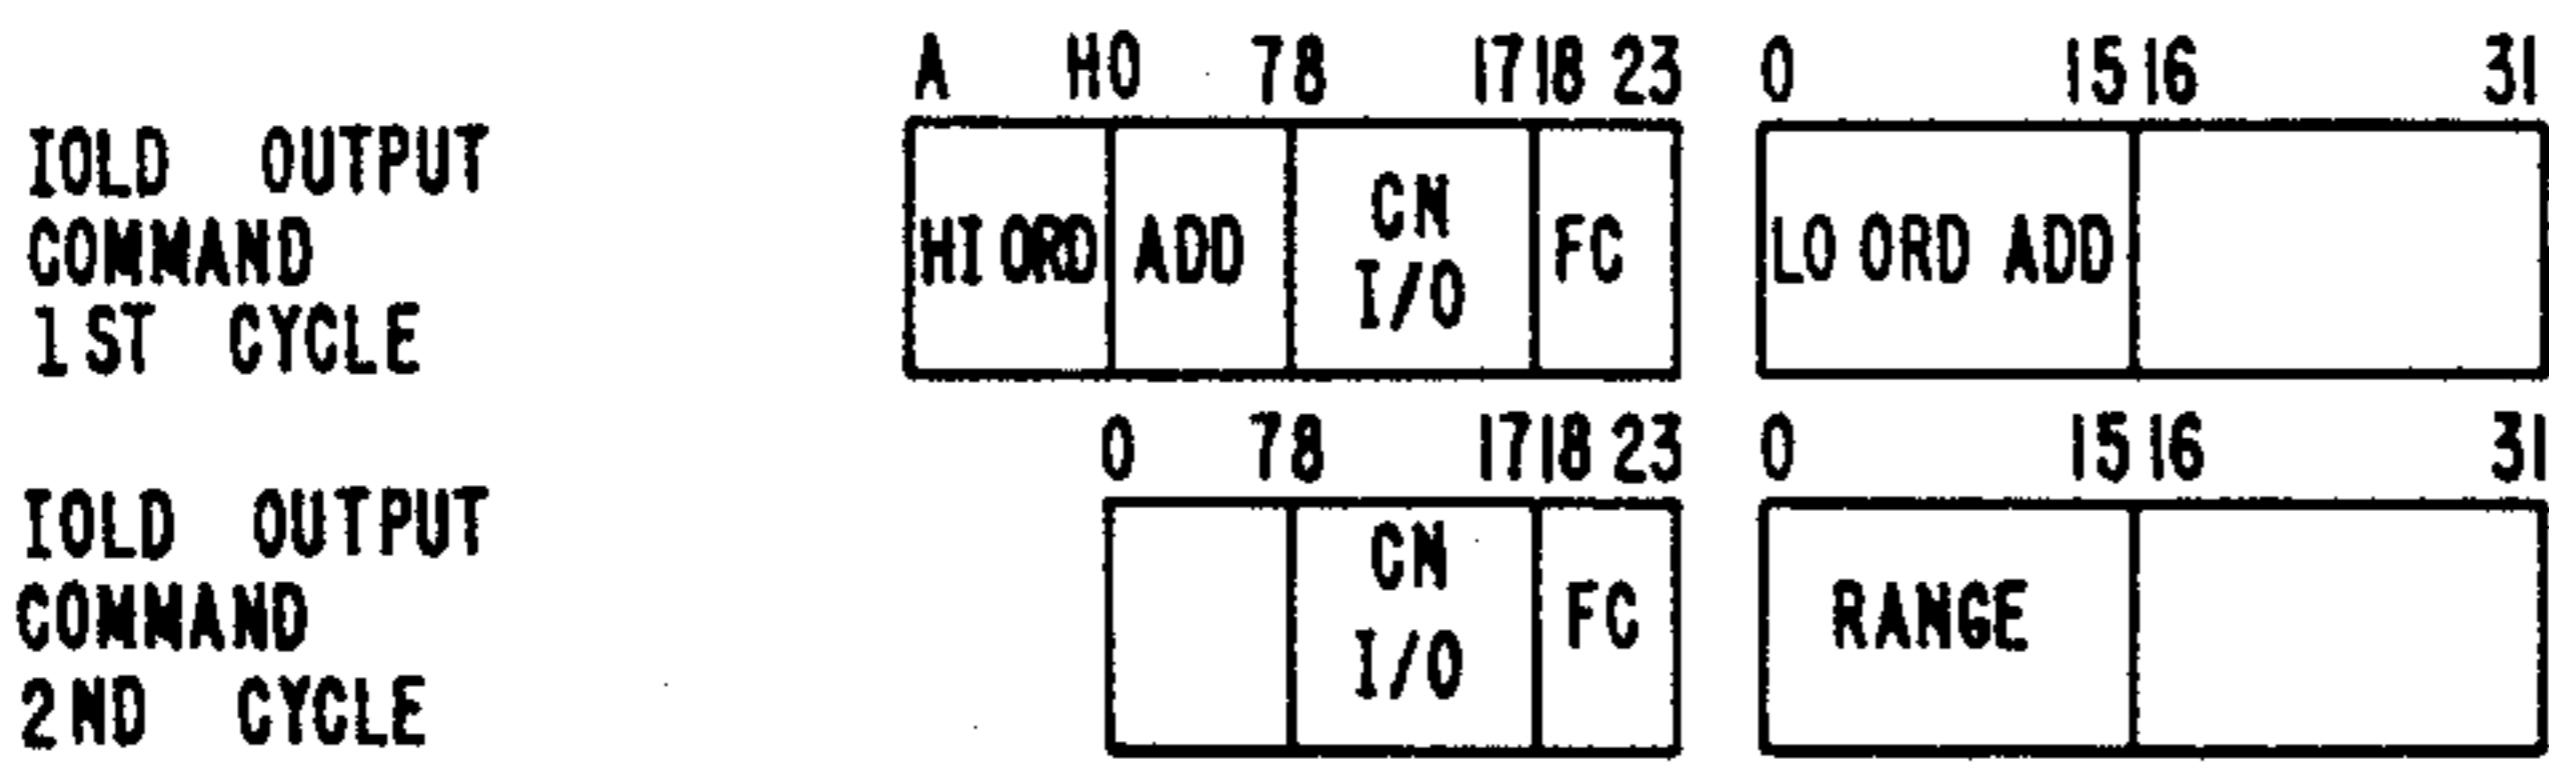 A H0 78 1718 23 0 1516 31
IOLD OUTPUT
COMMAND
1ST CYCLE
HI ORD ADD CN I/O FC LO ORD ADD
0 78 1718 23 0 1516 31
IOLD OUTPUT
COMMAND
2ND CYCLE
CN I/O FC RANGE